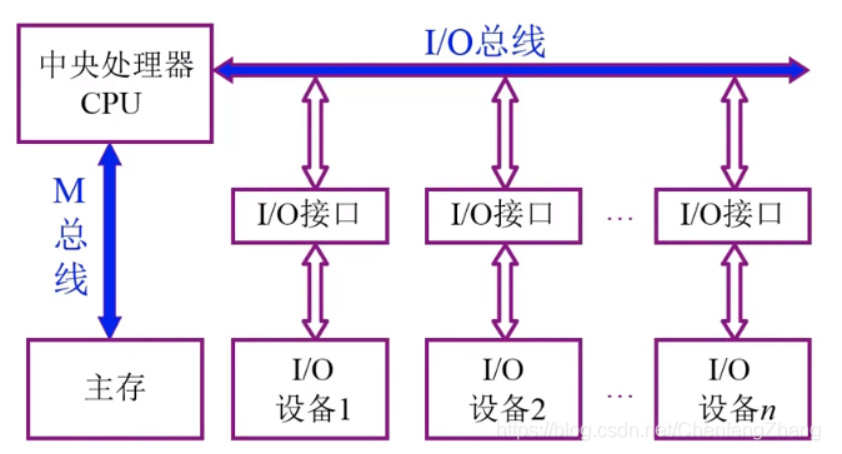 I/O总线
中央处理器
CPU
M
总
线
I/O接口
I/O接口
…
I/O接口
主存
I/O
设备1
I/O
设备2
…
I/O
设备n
https://blog.csdn.net/ChenfengZhang